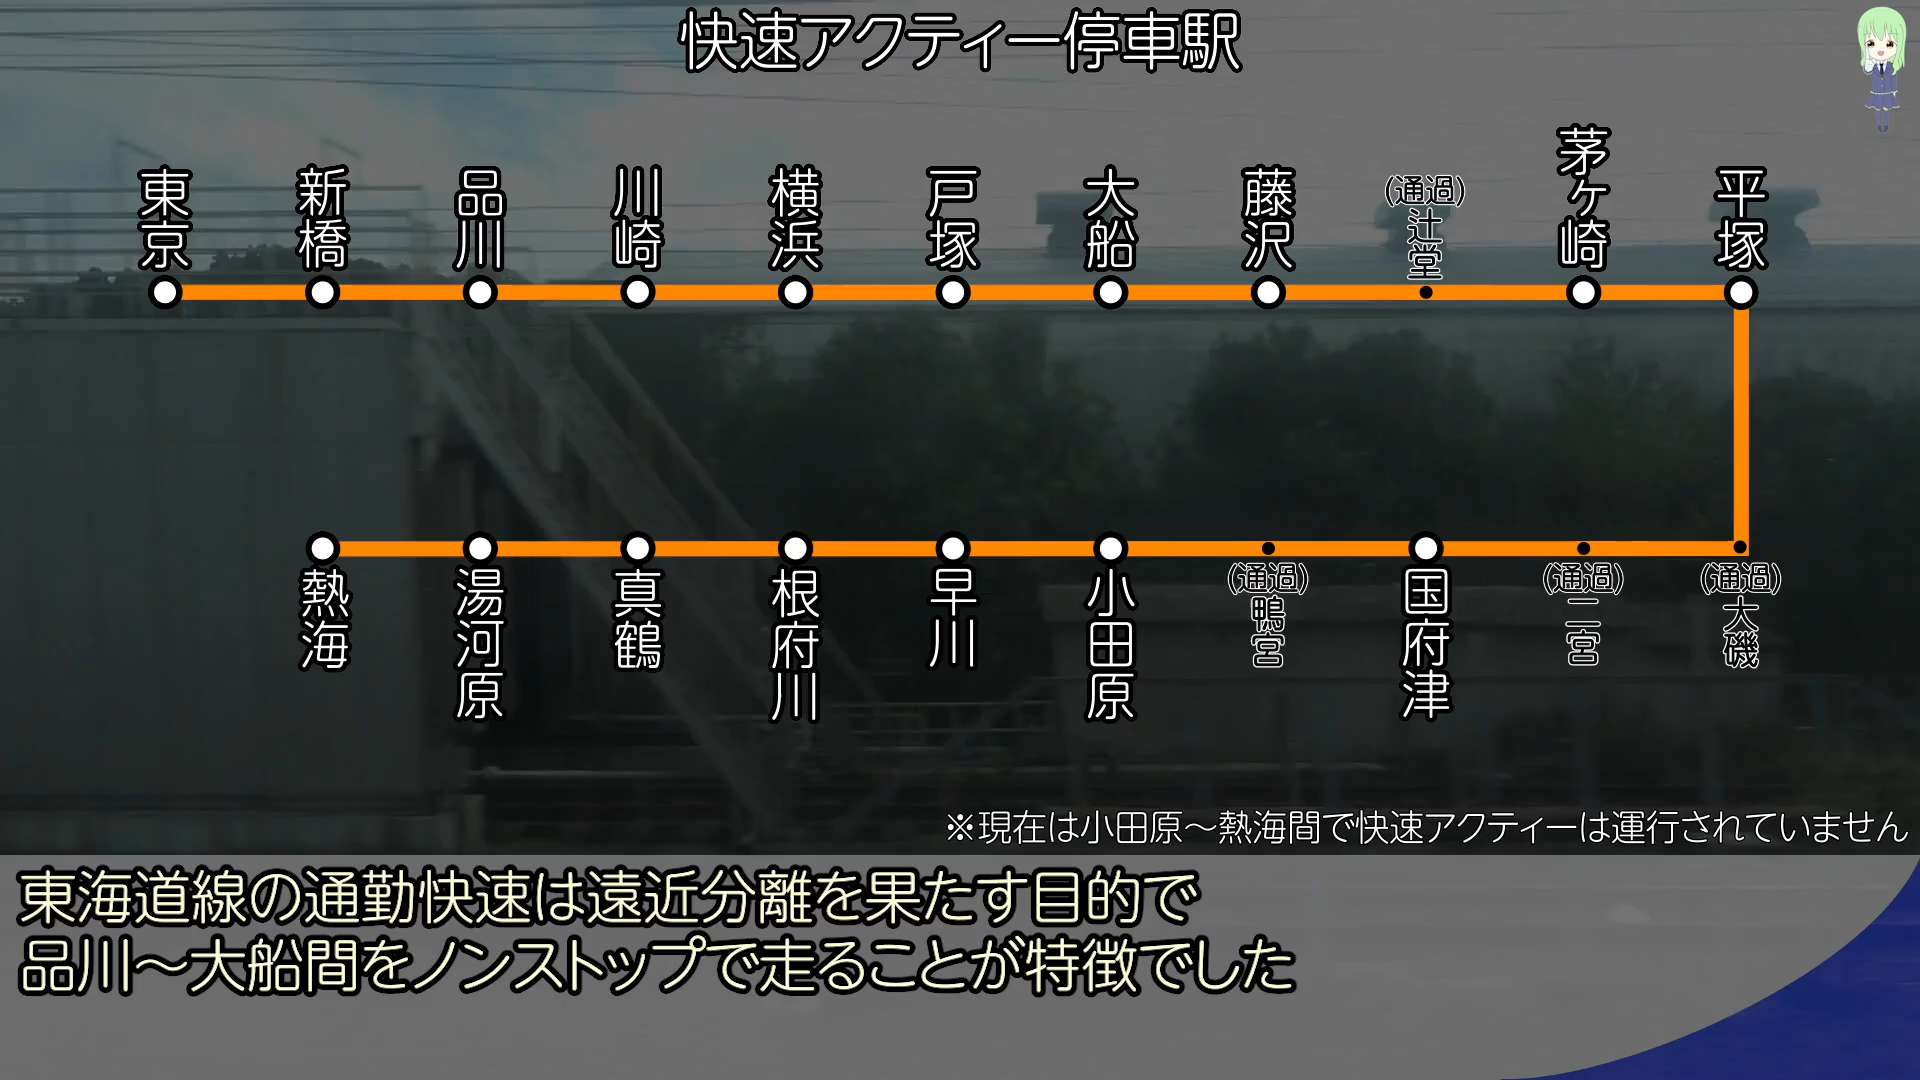 快速アクティー停車駅
東京
新橋
品川
川崎
横浜
戸塚
大船
藤沢
(通過)
辻堂
茅ヶ崎
平塚
熱海
湯河原
真鶴
根府川
早川
小田原
(通過)
鴨宮
国府津
(通過)
二宮
(通過)
大磯
※現在は小田原～熱海間で快速アクティーは運行されていません
東海道線の通勤快速は遠近分離を果たす目的で
品川～大船間をノンストップで走ることが特徴でした